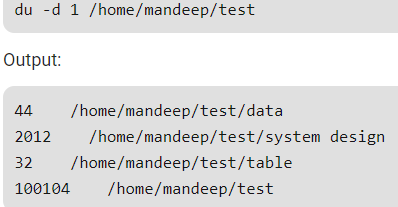 du -d 1 /home/mandeep/test
Output:
44    /home/mandeep/test/data
2012    /home/mandeep/test/system design
32    /home/mandeep/test/table
100104    /home/mandeep/test